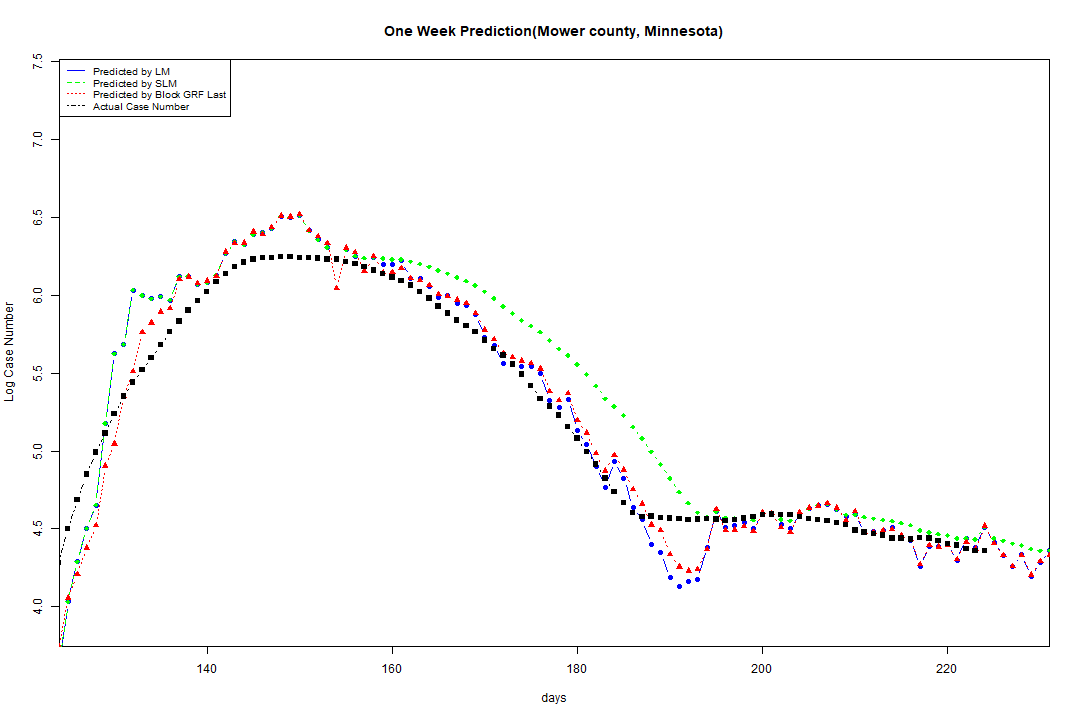 One Week Prediction(Mower county, Minnesota)
7.5
7.0
6.5
6.0
5.5
5.0
4.5
4.0
Log Case Number
Predicted by LM
Predicted by SLM
Predicted by Block GRF Last
Actual Case Number
140 160 180 200 220
days